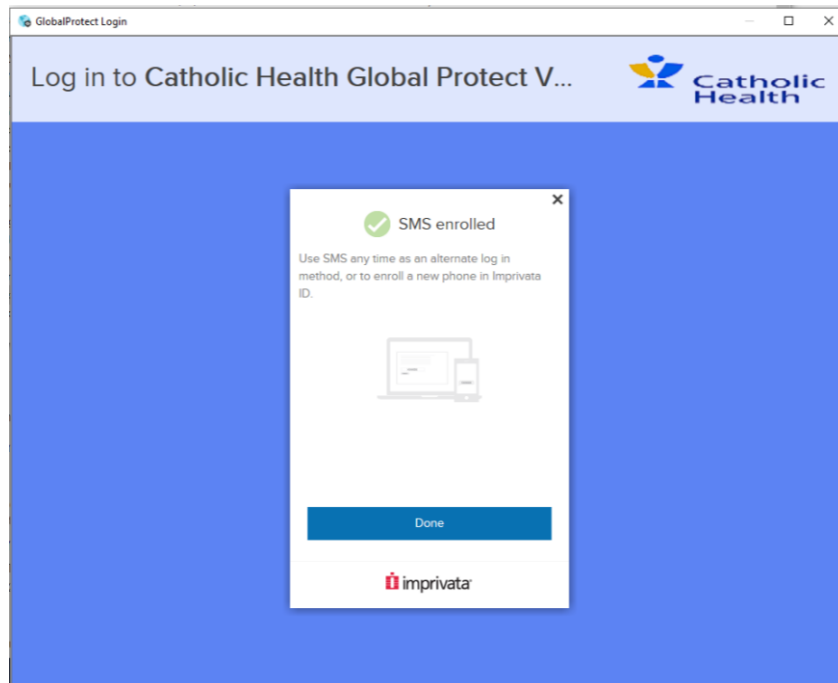 GlobalProtect Login
Log in to Catholic Health Global Protect V...
Catholic
Health
SMS enrolled
Use SMS any time as an alternate log in
method, or to enroll a new phone in Imprivata
ID.
Done
imprivata